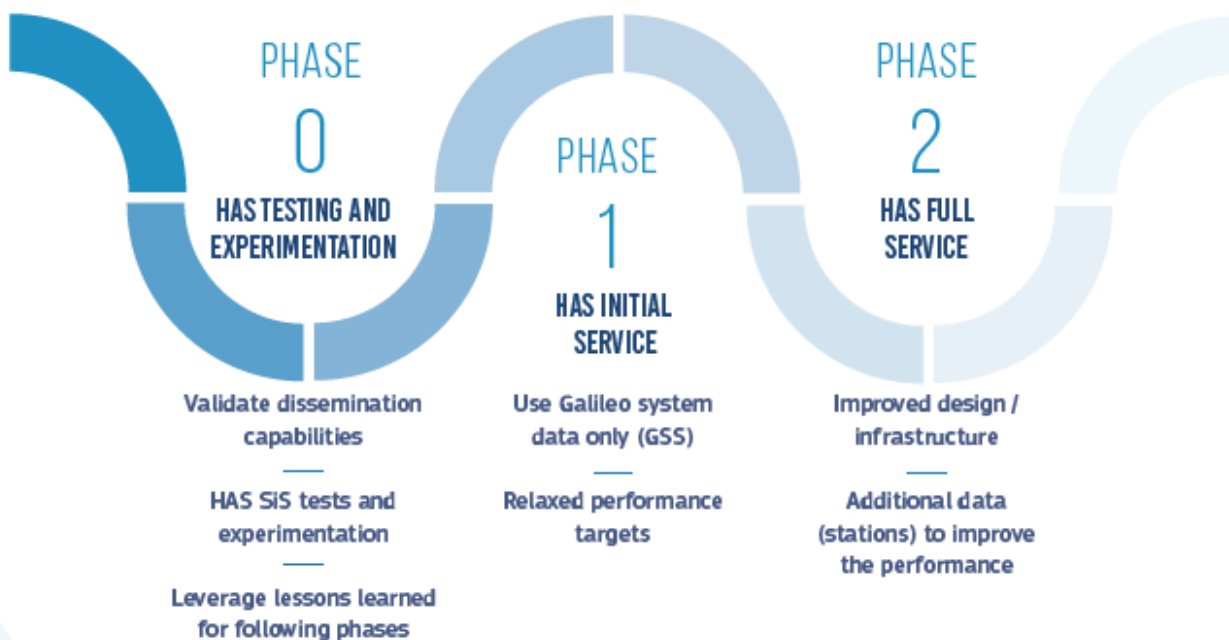 PHASE
0
HAS TESTING AND
EXPERIMENTATION
Validate dissemination
capabilities
HAS SiS tests and
experimentation
Leverage lessons learned
for following phases
PHASE
1
HAS INITIAL
SERVICE
Use Galileo system
data only (GSS)
Relaxed performance
targets
PHASE
2
HAS FULL
SERVICE
Improved design /
infrastructure
Additional data
(stations) to improve
the performance